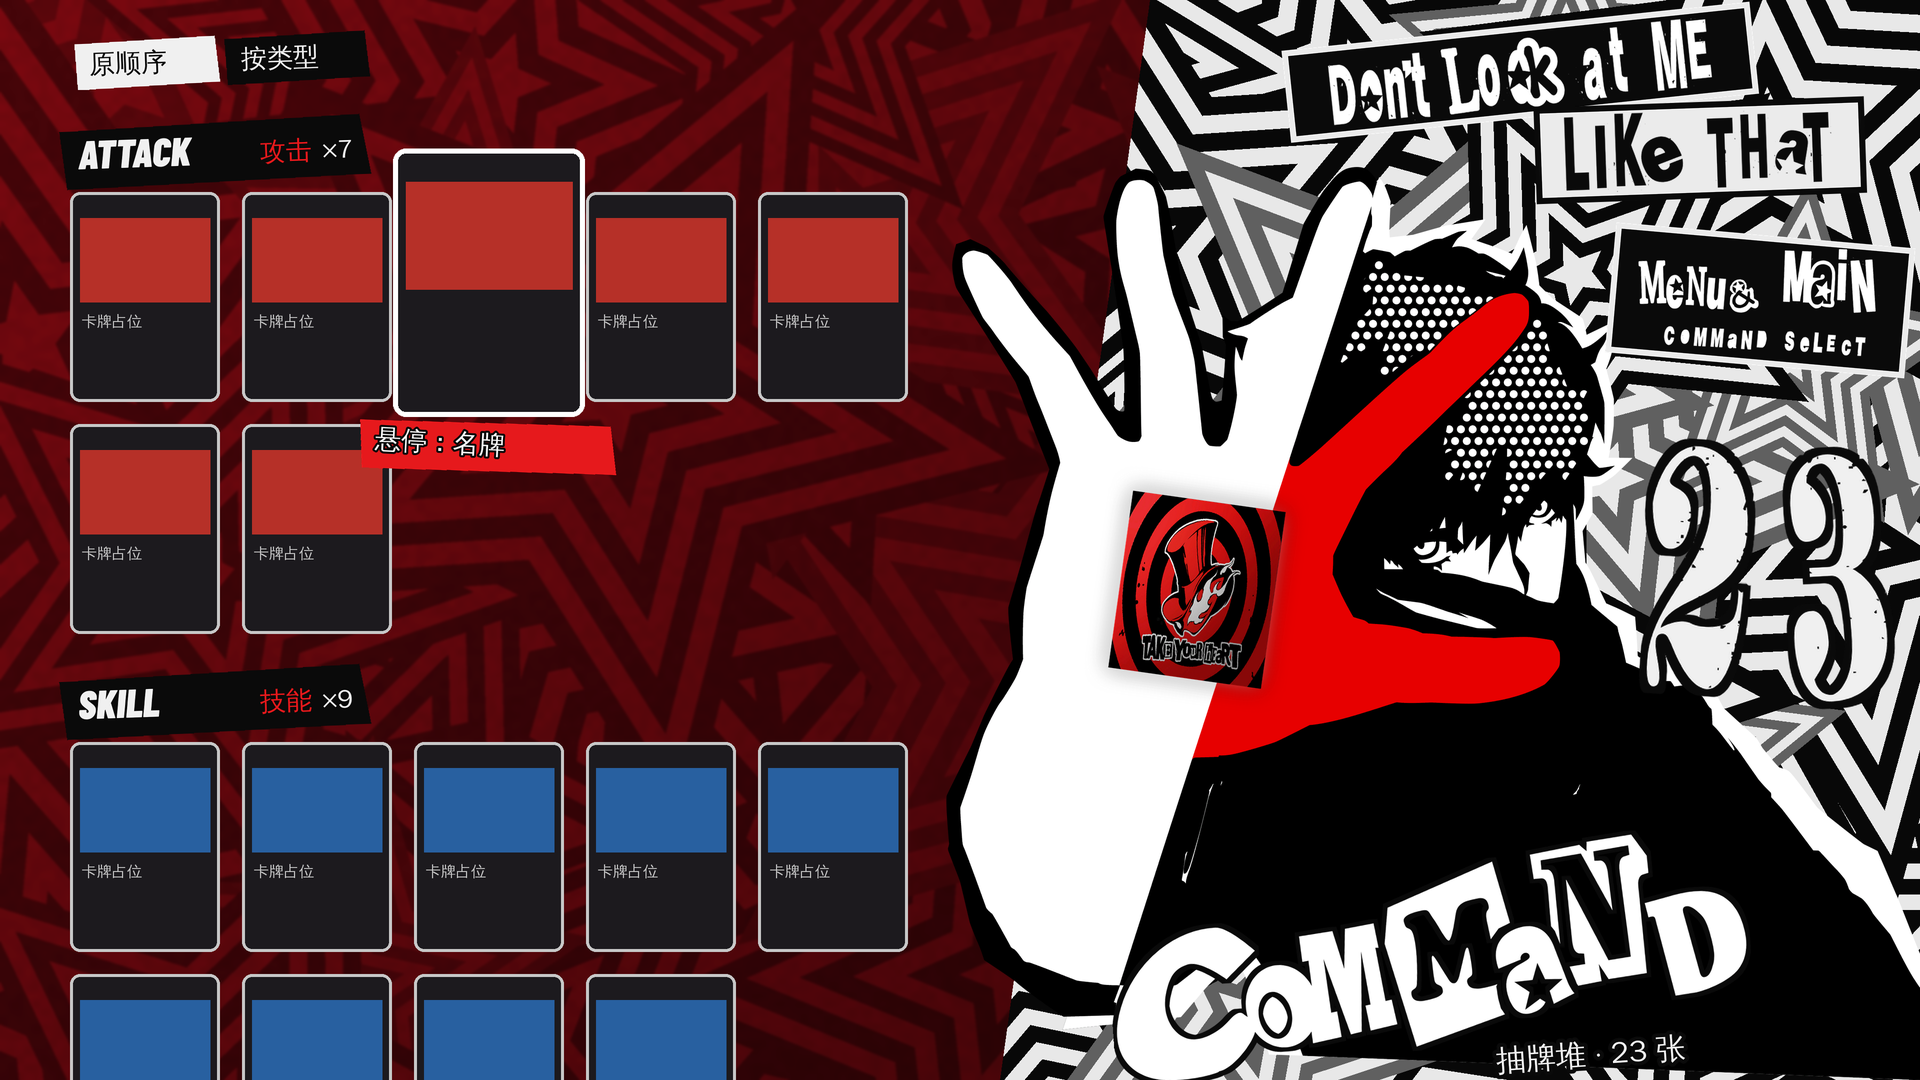 原顺序
按类型
ATTACK 攻击 ×7
卡牌占位
卡牌占位
卡牌占位
卡牌占位
悬停：名牌
卡牌占位
卡牌占位
SKILL 技能 ×9
卡牌占位
卡牌占位
卡牌占位
卡牌占位
卡牌占位
Don't Look at ME
LIKe THaT
MeNu& MaiN
CoMMaND SeLEcT
23
TAKE YOUR HeaRT
CoMMaND
抽牌堆 · 23 张